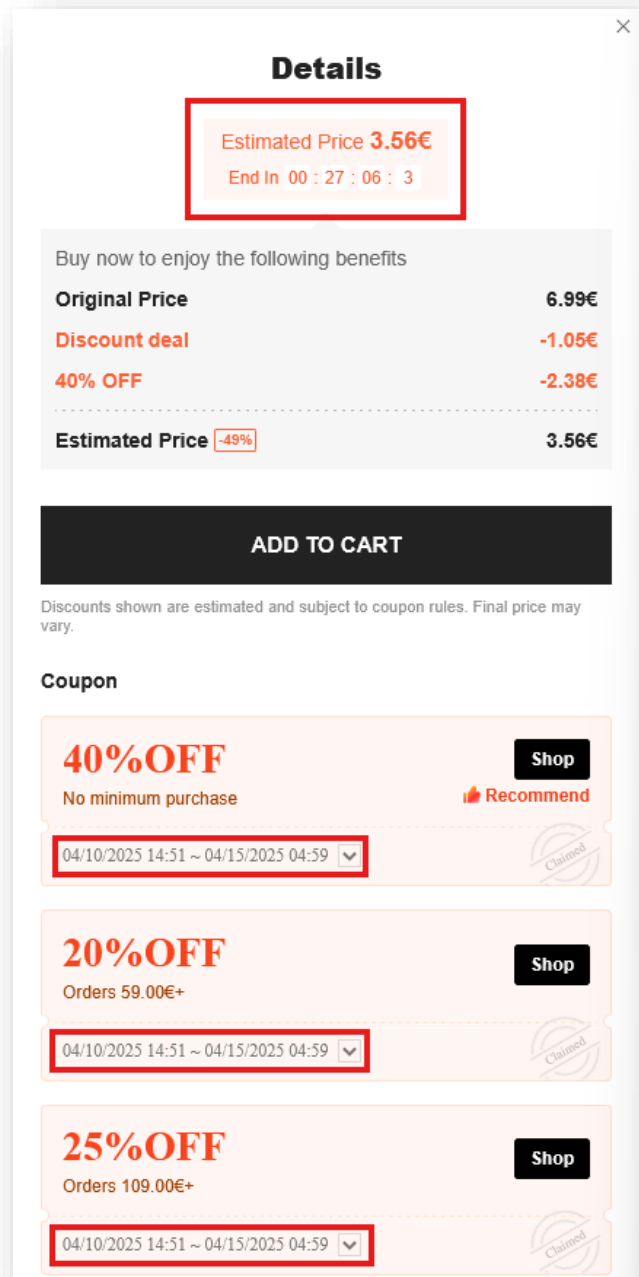 Details
Estimated Price 3.56€
End In 00 : 27 : 06 : 3
Buy now to enjoy the following benefits
Original Price 6.99€
Discount deal -1.05€
40% OFF -2.38€
Estimated Price -49% 3.56€
ADD TO CART
Discounts shown are estimated and subject to coupon rules. Final price may
vary.
Coupon
40%OFF
Shop
No minimum purchase
Recommend
04/10/2025 14:51 ~ 04/15/2025 04:59
Claimed
20%OFF
Shop
Orders 59.00€+
04/10/2025 14:51 ~ 04/15/2025 04:59
Claimed
25%OFF
Shop
Orders 109.00€+
04/10/2025 14:51 ~ 04/15/2025 04:59
Claimed